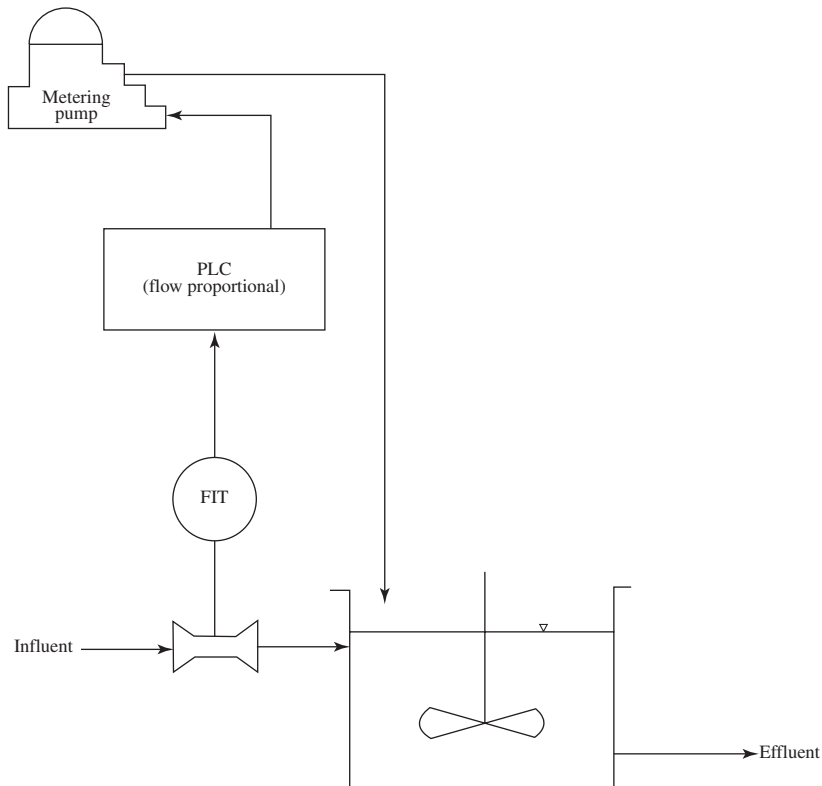 Metering
pump
PLC
(flow proportional)
FIT
Influent
Effluent